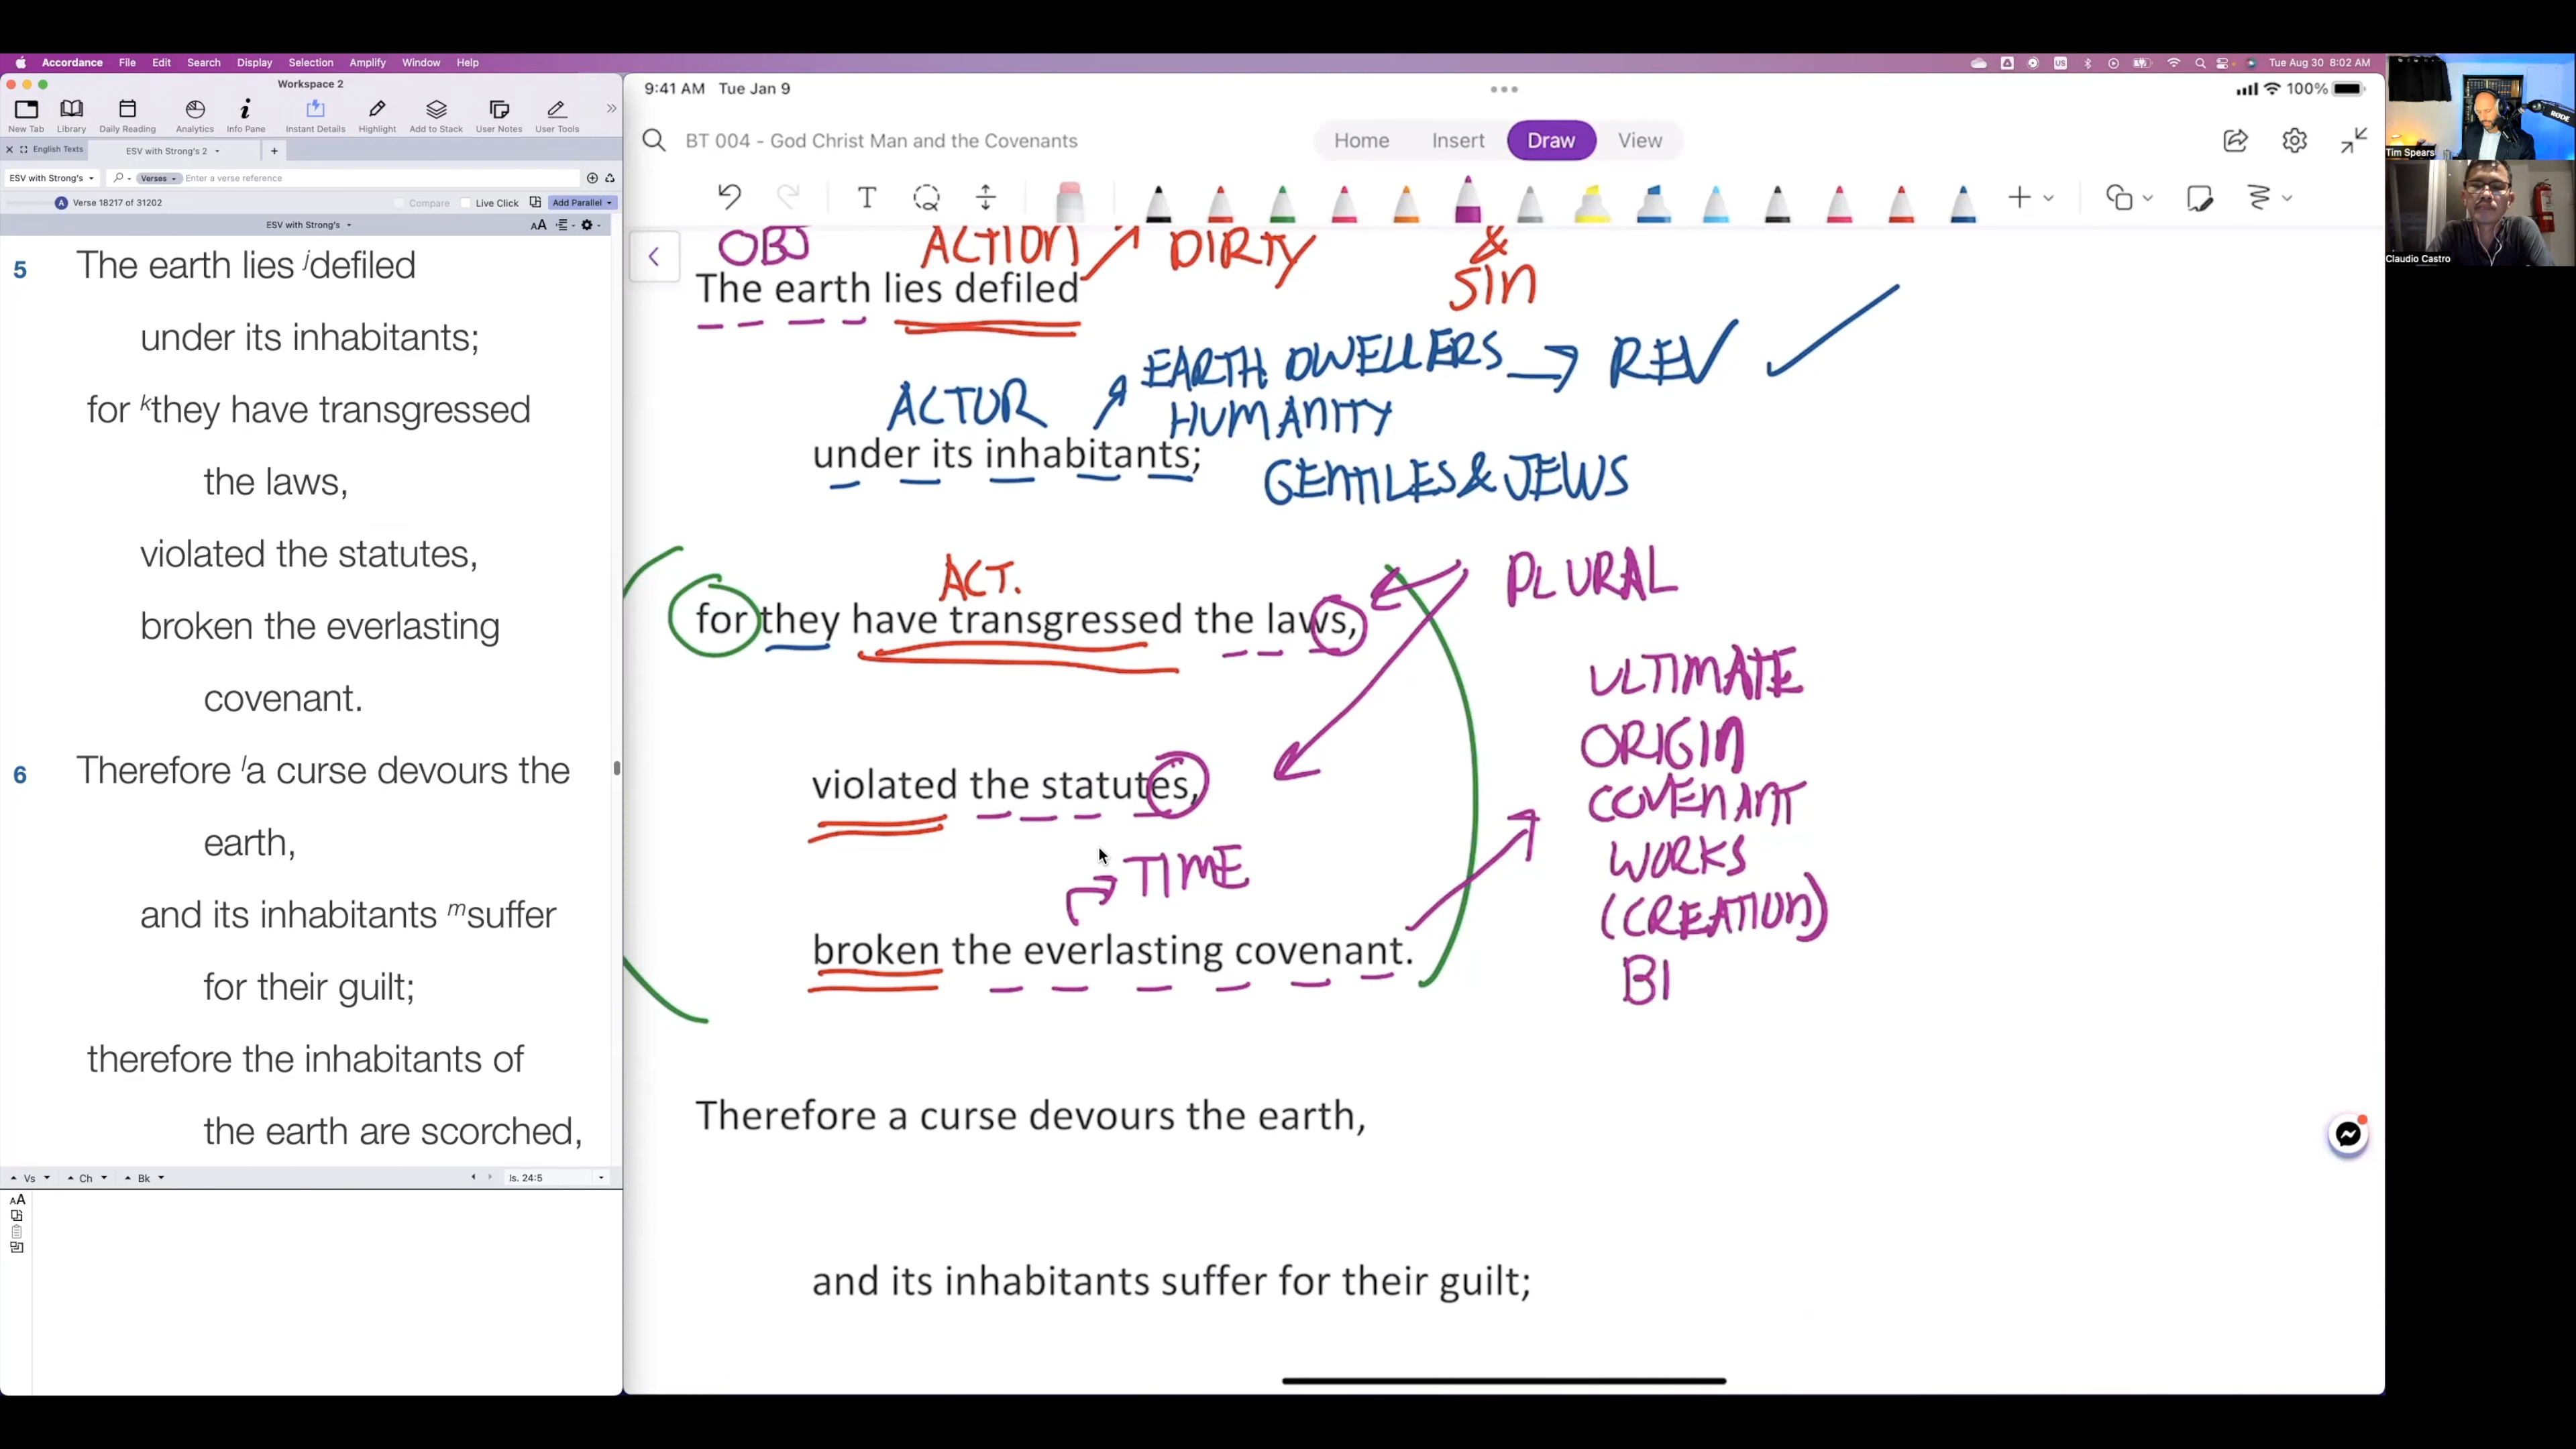 Accordance File Edit Search Display Selection Amplify Window Help
US
Tue Aug 30 8:02 AM
Workspace 2
New Tab Library Daily Reading Analytics Info Pane Instant Details Highlight Add to Stack User Notes User Tools
English Texts ESV with Strong's 2
ESV with Strong's Verses Enter a verse reference
Verse 18217 of 31202 Compare Live Click Add Parallel
ESV with Strong's AA
5 The earth lies j defiled
under its inhabitants;
for k they have transgressed
the laws,
violated the statutes,
broken the everlasting
covenant.
6 Therefore l a curse devours the
earth,
and its inhabitants m suffer
for their guilt;
therefore the inhabitants of
the earth are scorched,
Vs Ch Bk Is. 24:5
AA
9:41 AM Tue Jan 9
100%
BT 004 - God Christ Man and the Covenants
Home Insert Draw View
T
OBJ ACTION DIRTY &
SIN
The earth lies defiled
EARTH DWELLERS REV
ACTOR HUMANITY
under its inhabitants;
GENTILES & JEWS
ACT. PLURAL
for they have transgressed the laws,
ULTIMATE
ORIGIN
violated the statutes,
COVENANT
TIME WORKS
(CREATION)
broken the everlasting covenant.
BI
Therefore a curse devours the earth,
and its inhabitants suffer for their guilt;
RØDE
Tim Spears
Claudio Castro